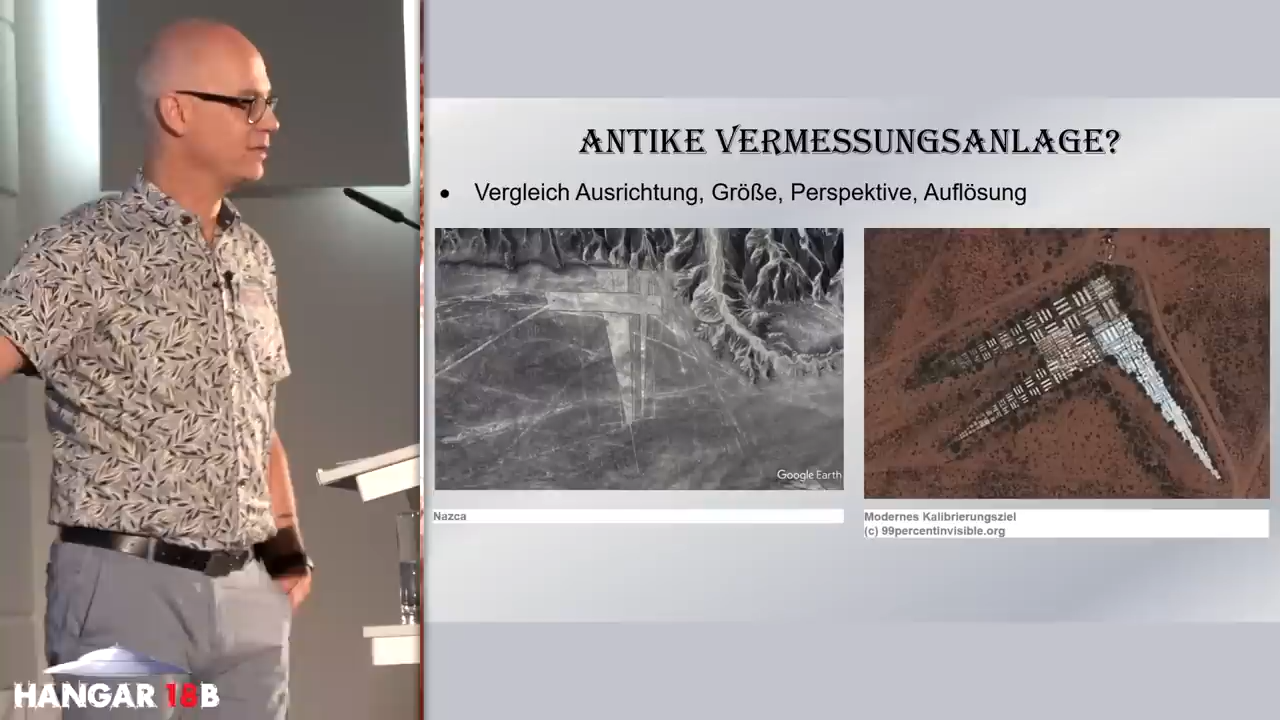 ANTIKE VERMESSUNGSANLAGE?
• Vergleich Ausrichtung, Größe, Perspektive, Auflösung
Google Earth
Nazca
Modernes Kalibrierungsziel
(c) 99percentinvisible.org
HANGAR 18B